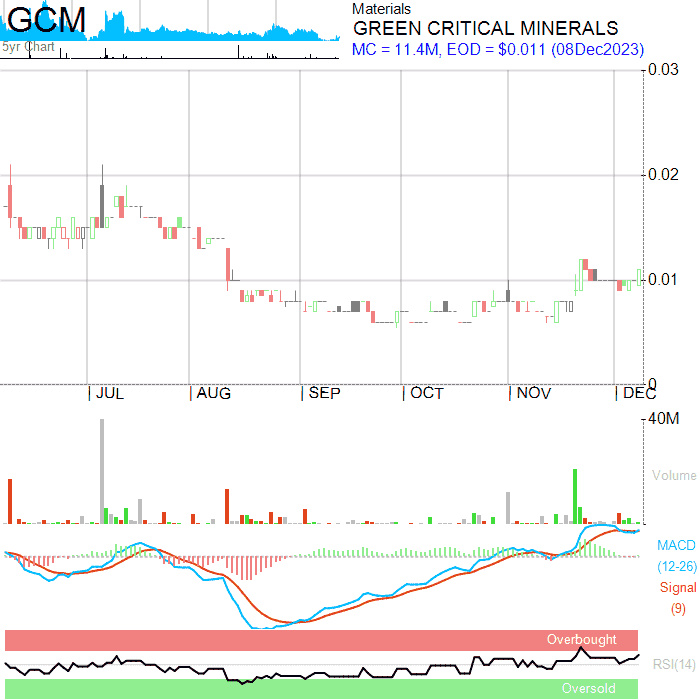 GCM
5yr Chart
Materials
GREEN CRITICAL MINERALS
MC = 11.4M, EOD = $0.011 (08Dec2023)
0.03
0.02
0.01
0
JUL AUG SEP OCT NOV DEC
40M
Volume
MACD
(12-26)
Signal
(9)
Overbought
RSI(14)
Oversold